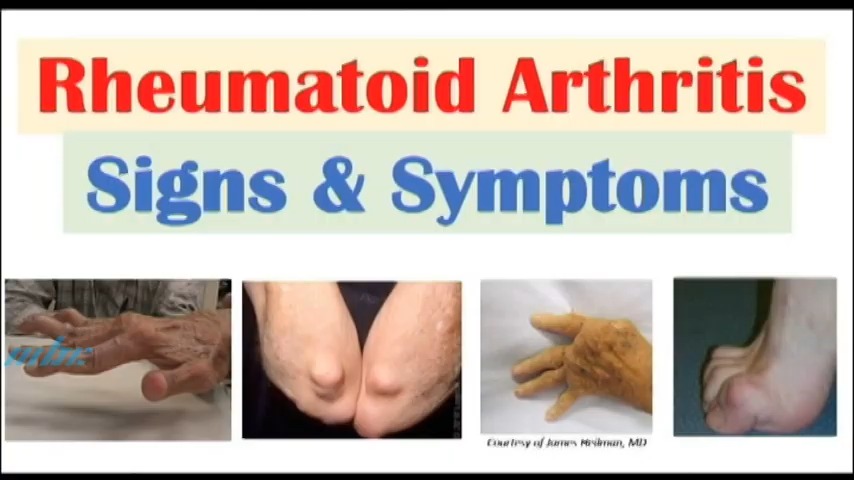 Rheumatoid Arthritis
Signs & Symptoms
Courtesy of James Heilman, MD